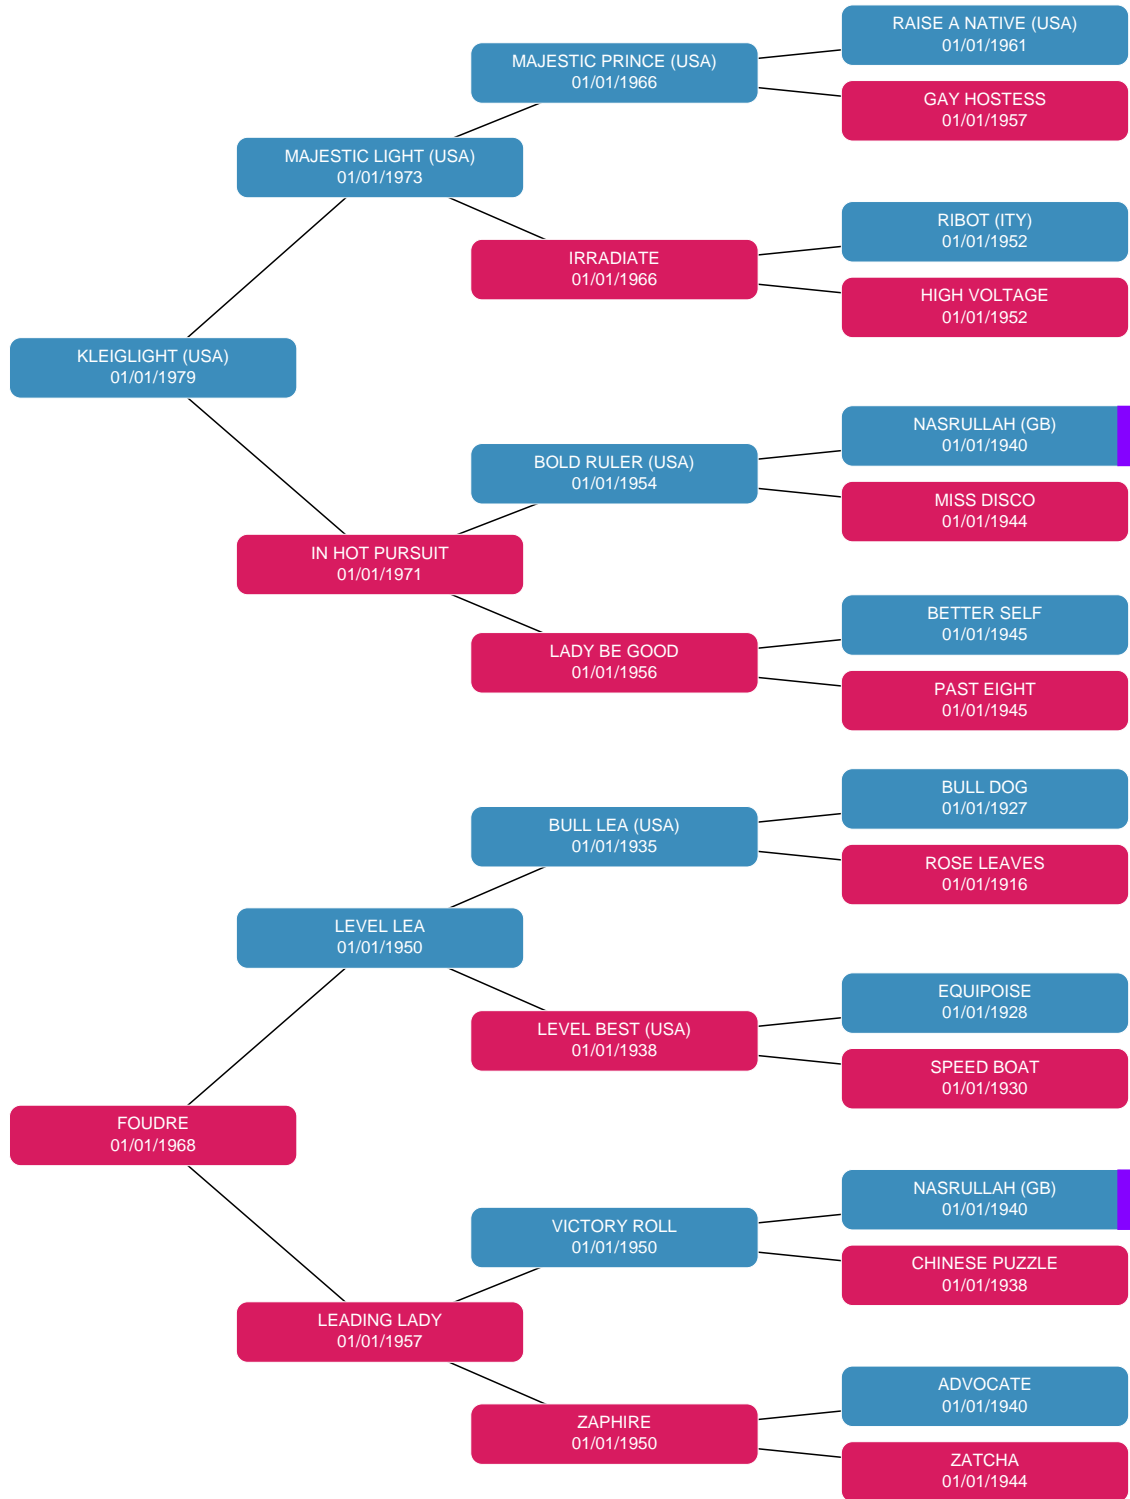 RAISE A NATIVE (USA)
01/01/1961
MAJESTIC PRINCE (USA)
01/01/1966
GAY HOSTESS
01/01/1957
MAJESTIC LIGHT (USA)
01/01/1973
RIBOT (ITY)
01/01/1952
IRRADIATE
01/01/1966
HIGH VOLTAGE
01/01/1952
KLEIGLIGHT (USA)
01/01/1979
NASRULLAH (GB)
01/01/1940
BOLD RULER (USA)
01/01/1954
MISS DISCO
01/01/1944
IN HOT PURSUIT
01/01/1971
BETTER SELF
01/01/1945
LADY BE GOOD
01/01/1956
PAST EIGHT
01/01/1945
BULL DOG
01/01/1927
BULL LEA (USA)
01/01/1935
ROSE LEAVES
01/01/1916
LEVEL LEA
01/01/1950
EQUIPOISE
01/01/1928
LEVEL BEST (USA)
01/01/1938
SPEED BOAT
01/01/1930
FOUDRE
01/01/1968
NASRULLAH (GB)
01/01/1940
VICTORY ROLL
01/01/1950
CHINESE PUZZLE
01/01/1938
LEADING LADY
01/01/1957
ADVOCATE
01/01/1940
ZAPHIRE
01/01/1950
ZATCHA
01/01/1944